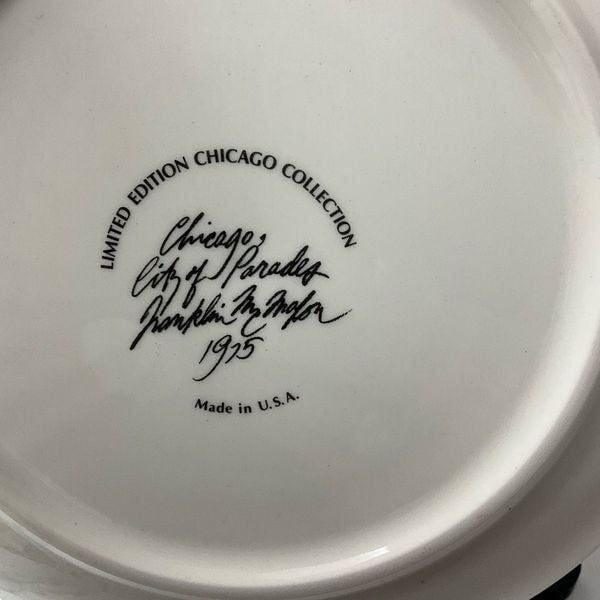 LIMITED EDITION CHICAGO COLLECTION
Chicago,
City of Parades
Franklin McMahon
1975
Made in U.S.A.